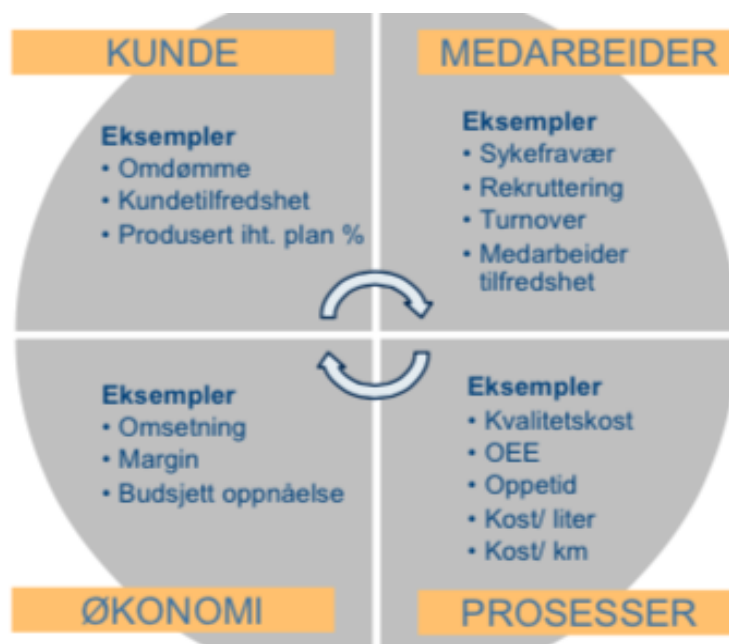 KUNDE
Eksempler
• Omdømme
• Kundetilfredshet
• Produsert iht. plan %
MEDARBEIDER
Eksempler
• Sykefravær
• Rekruttering
• Turnover
• Medarbeider
tilfredshet
Eksempler
• Omsetning
• Margin
• Budsjett oppnåelse
ØKONOMI
Eksempler
• Kvalitetskost
• OEE
• Oppetid
• Kost/ liter
• Kost/ km
PROSESSER